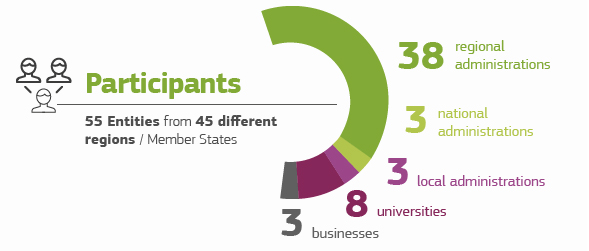 Participants
55 Entities from 45 different
regions / Member States
38 regional
administrations
3 national
administrations
3 local administrations
8 universities
3 businesses